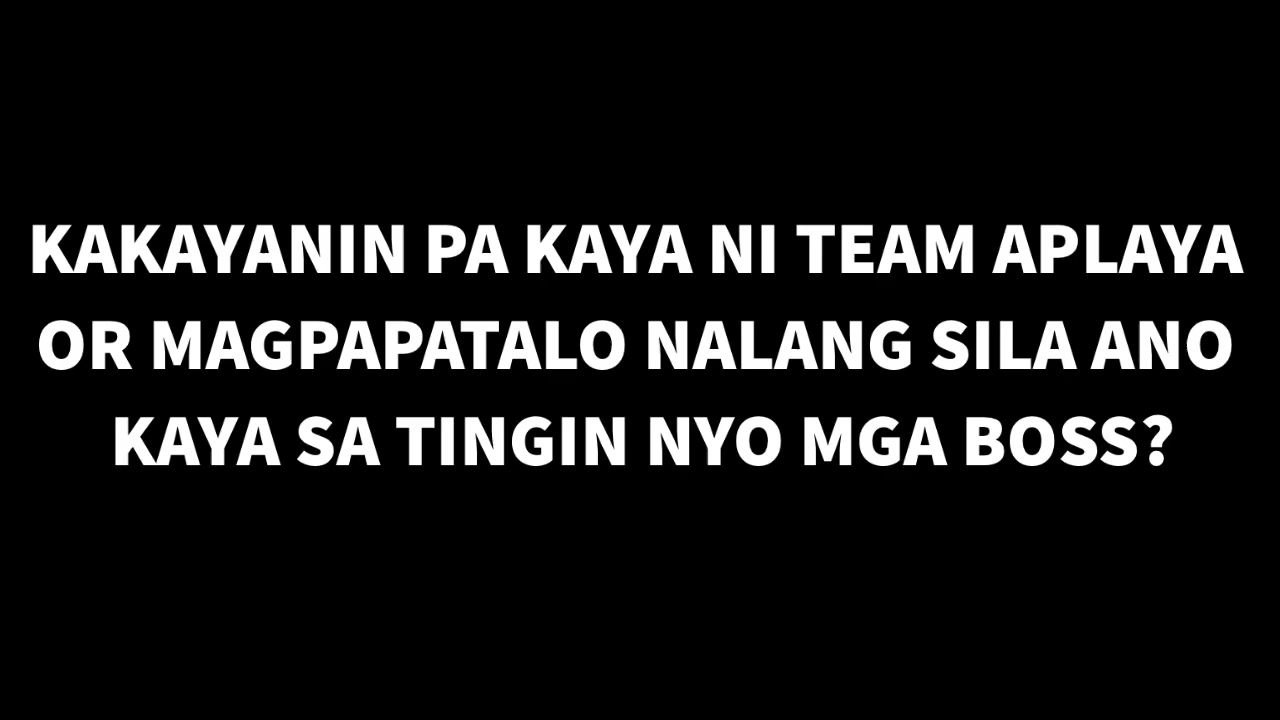 KAKAYANIN PA KAYA NI TEAM APLAYA
OR MAGPAPATALO NALANG SILA ANO
KAYA SA TINGIN NYO MGA BOSS?